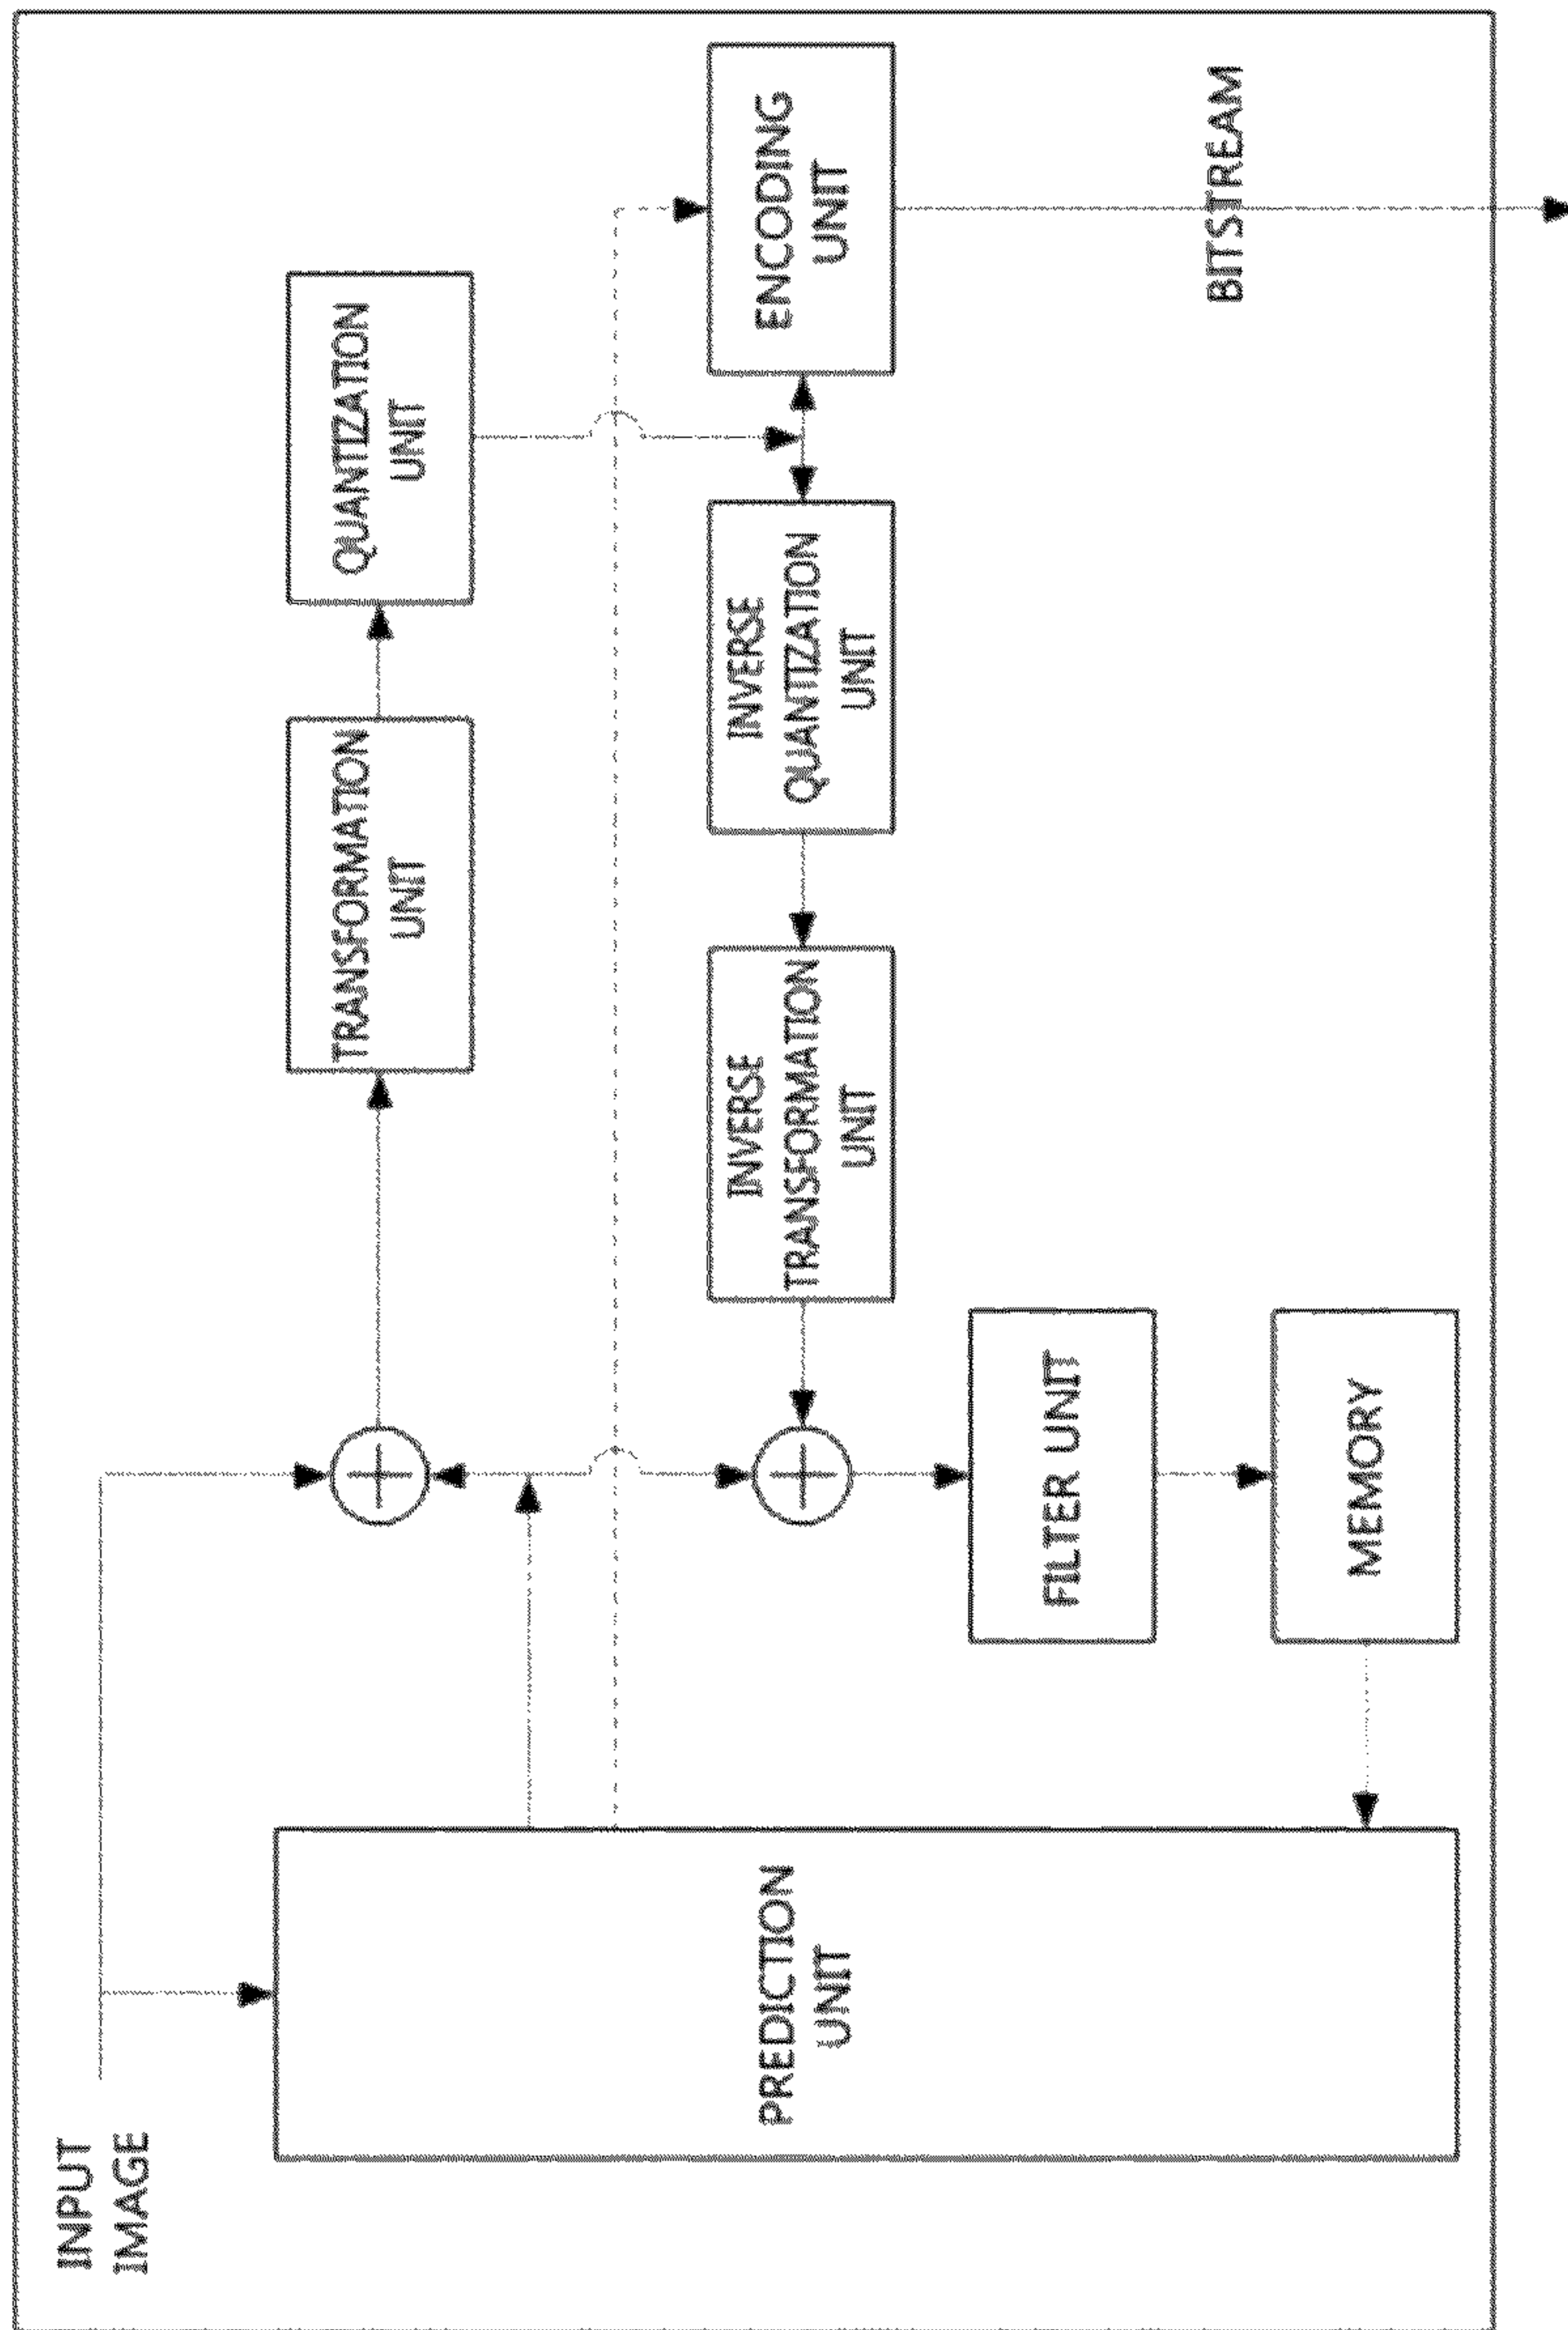 INPUT
IMAGE
TRANSFORMATION
UNIT
QUANTIZATION
UNIT
PREDICTION
UNIT
INVERSE
TRANSFORMATION
UNIT
INVERSE
QUANTIZATION
UNIT
ENCODING
UNIT
FILTER UNIT
MEMORY
BITSTREAM